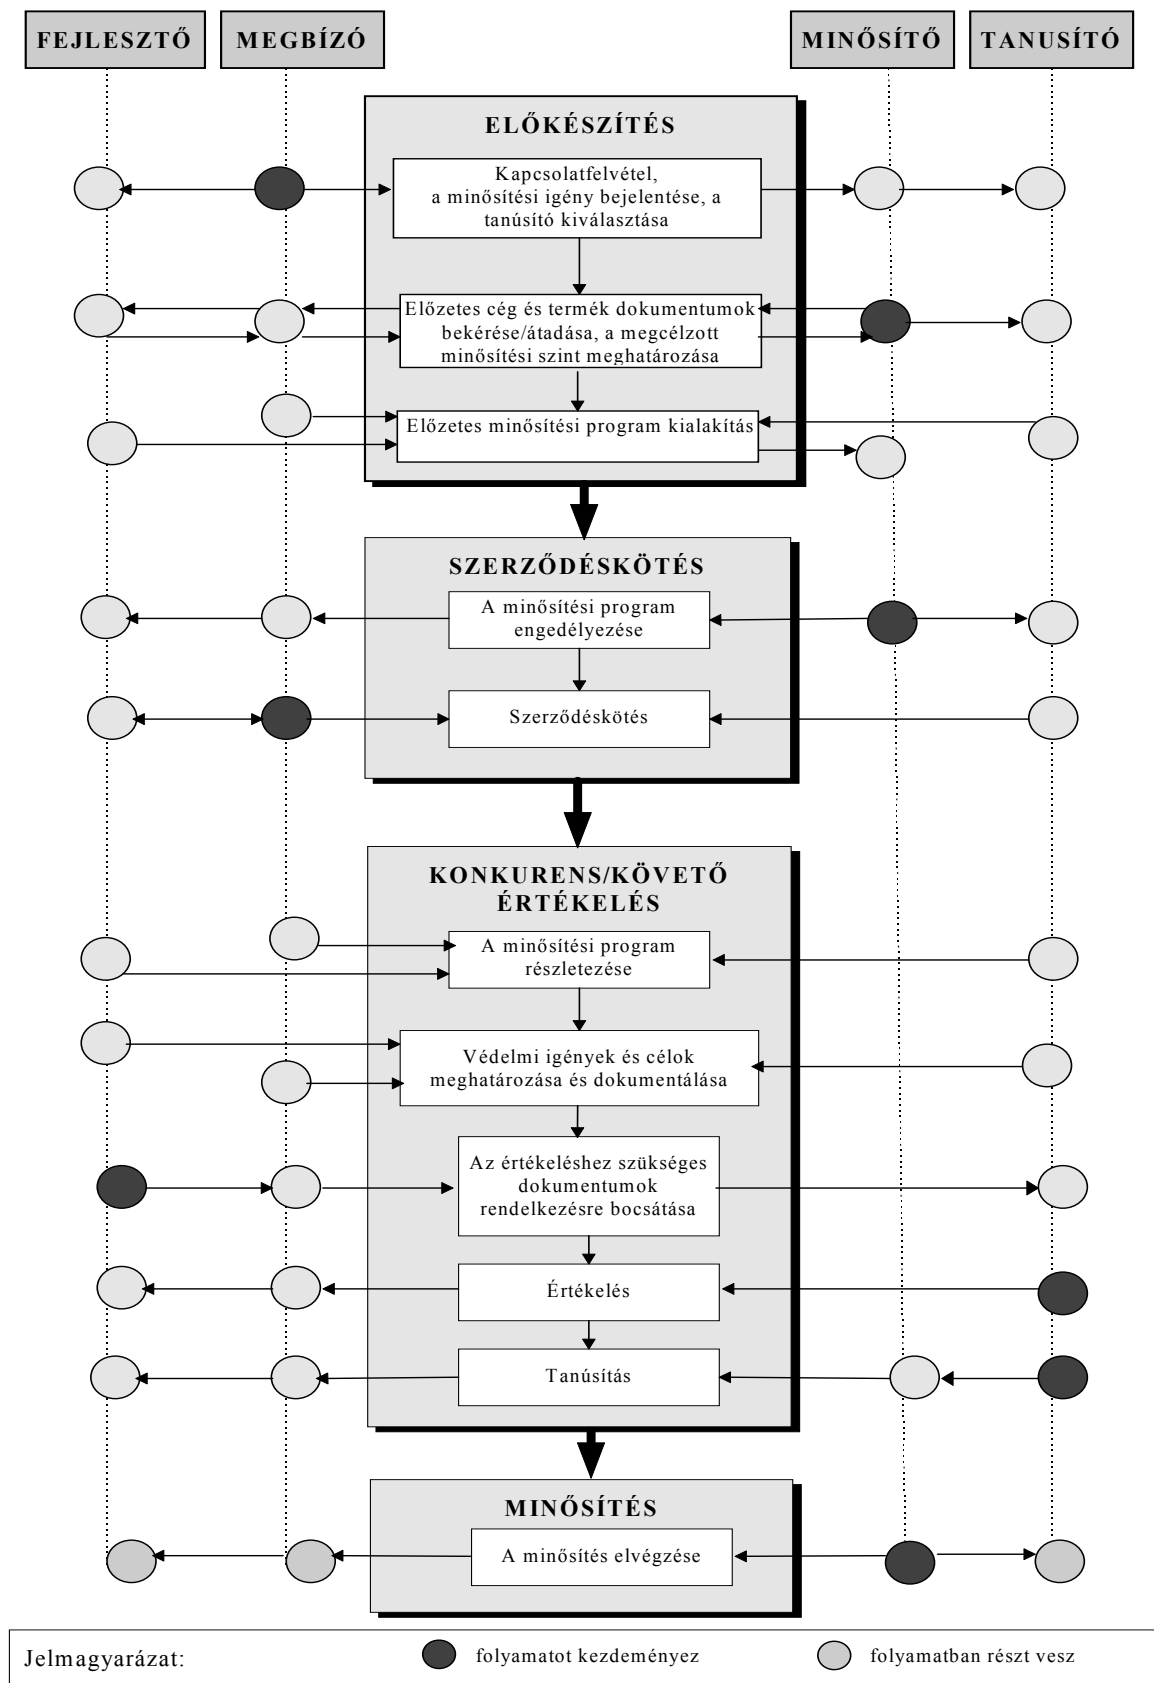 FEJLESZTŐ
MEGBÍZÓ
MINŐSÍTŐ
TANUSÍTÓ
ELŐKÉSZÍTÉS
Kapcsolatfelvétel,
a minősítési igény bejelentése, a
tanúsító kiválasztása
Előzetes cég és termék dokumentumok
bekérése/átadása, a megcélzott
minősítési szint meghatározása
Előzetes minősítési program kialakítás
SZERZŐDÉSKÖTÉS
A minősítési program
engedélyezése
Szerződéskötés
KONKURENS/KÖVETŐ
ÉRTÉKELÉS
A minősítési program
részletezése
Védelmi igények és célok
meghatározása és dokumentálása
Az értékeléshez szükséges
dokumentumok
rendelkezésre bocsátása
Értékelés
Tanúsítás
MINŐSÍTÉS
A minősítés elvégzése
Jelmagyarázat:
folyamatot kezdeményez
folyamatban részt vesz